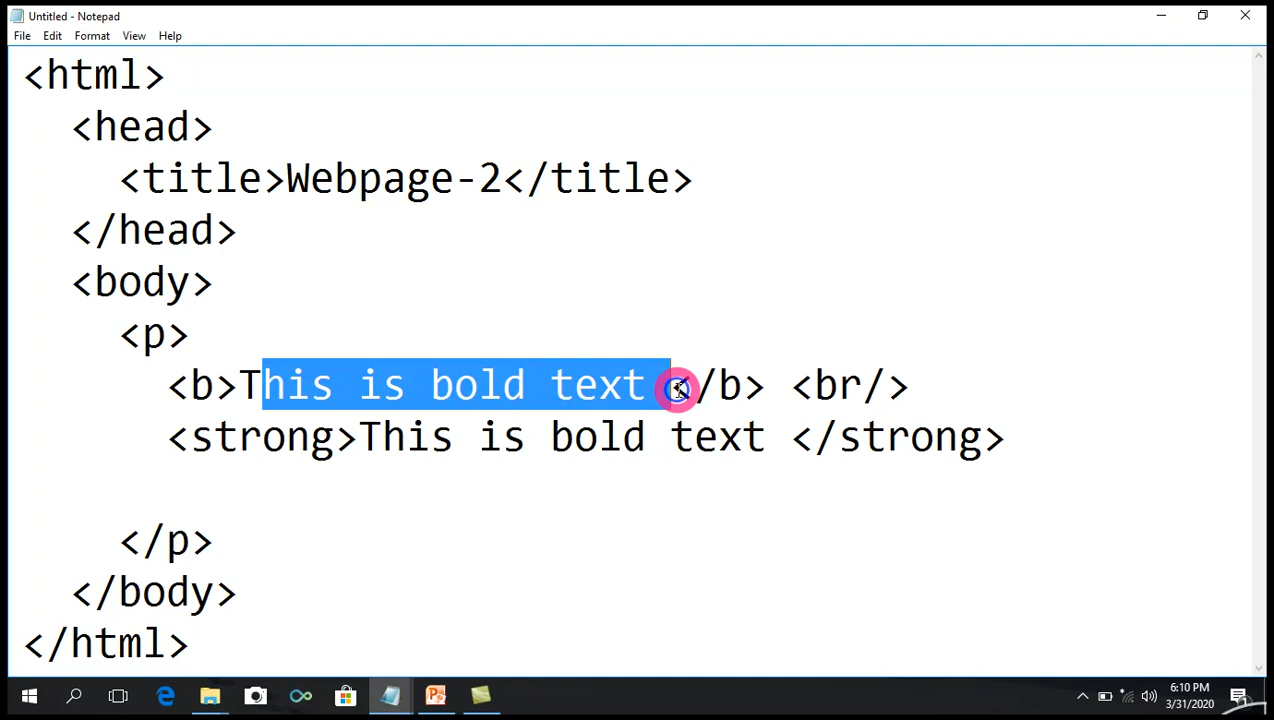 Untitled - Notepad
File Edit Format View Help
<html>
<head>
<title>Webpage-2</title>
</head>
<body>
<p>
<b>This is bold text </b> <br/>
<strong>This is bold text </strong>
</p>
</body>
</html>
6:10 PM
3/31/2020